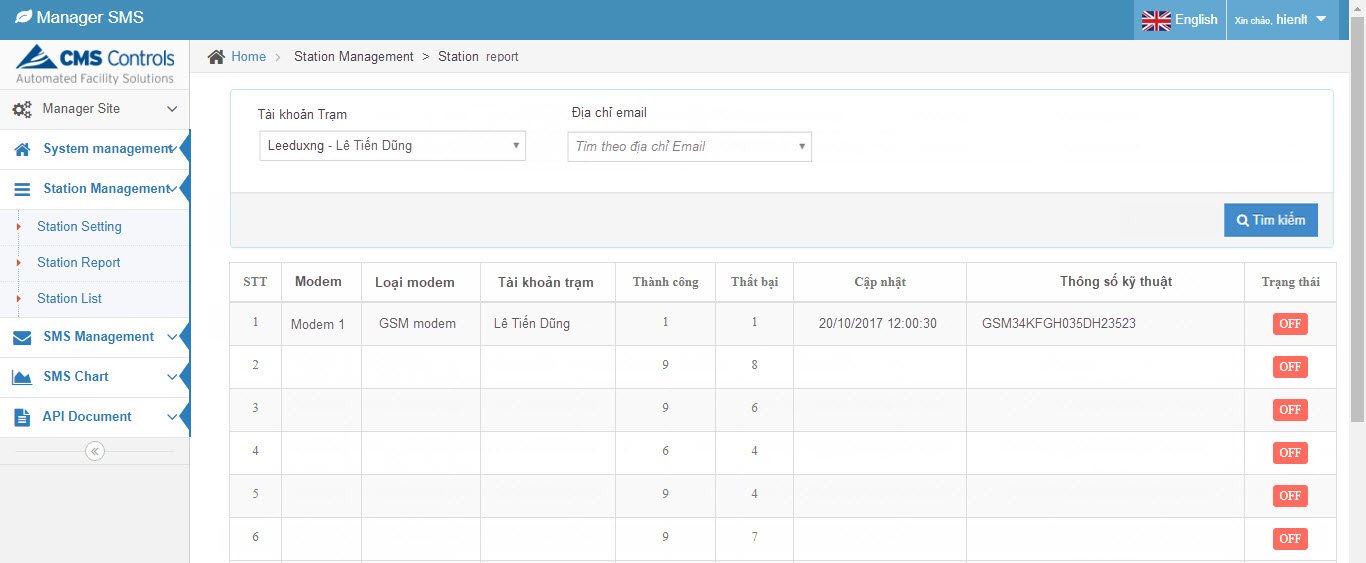 Manager SMS
English
Xin chào, hienlt
CMS Controls
Automated Facility Solutions
Home > Station Management > Station report
Manager Site
System management
Station Management
Station Setting
Station Report
Station List
SMS Management
SMS Chart
API Document
Tài khoản Trạm
Địa chỉ email
Leeduxng - Lê Tiến Dũng
Tìm theo địa chỉ Email
Tìm kiếm
STT Modem Loại modem Tài khoản trạm Thành công Thất bại Cập nhật Thông số kỹ thuật Trạng thái
1 Modem 1 GSM modem Lê Tiến Dũng 1 1 20/10/2017 12:00:30 GSM34KFGH035DH23523 OFF
2 9 8 OFF
3 9 6 OFF
4 6 4 OFF
5 9 4 OFF
6 9 7 OFF